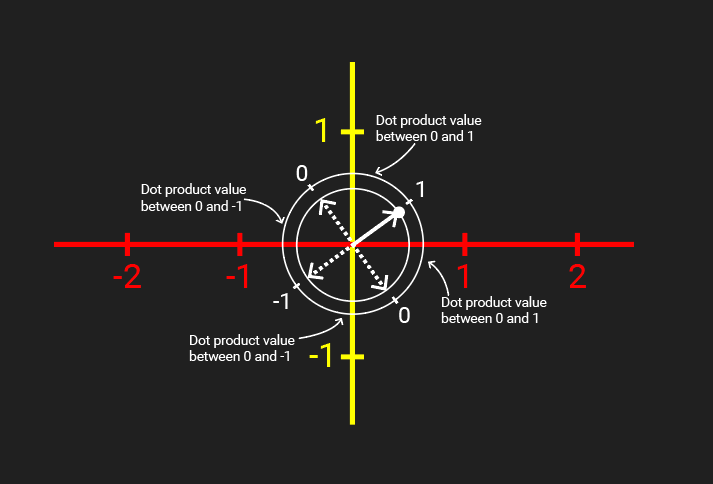 1
Dot product value
between 0 and 1
0
1
Dot product value
between 0 and -1
-2
-1
1
2
-1
0
Dot product value
between 0 and 1
Dot product value
between 0 and -1
-1